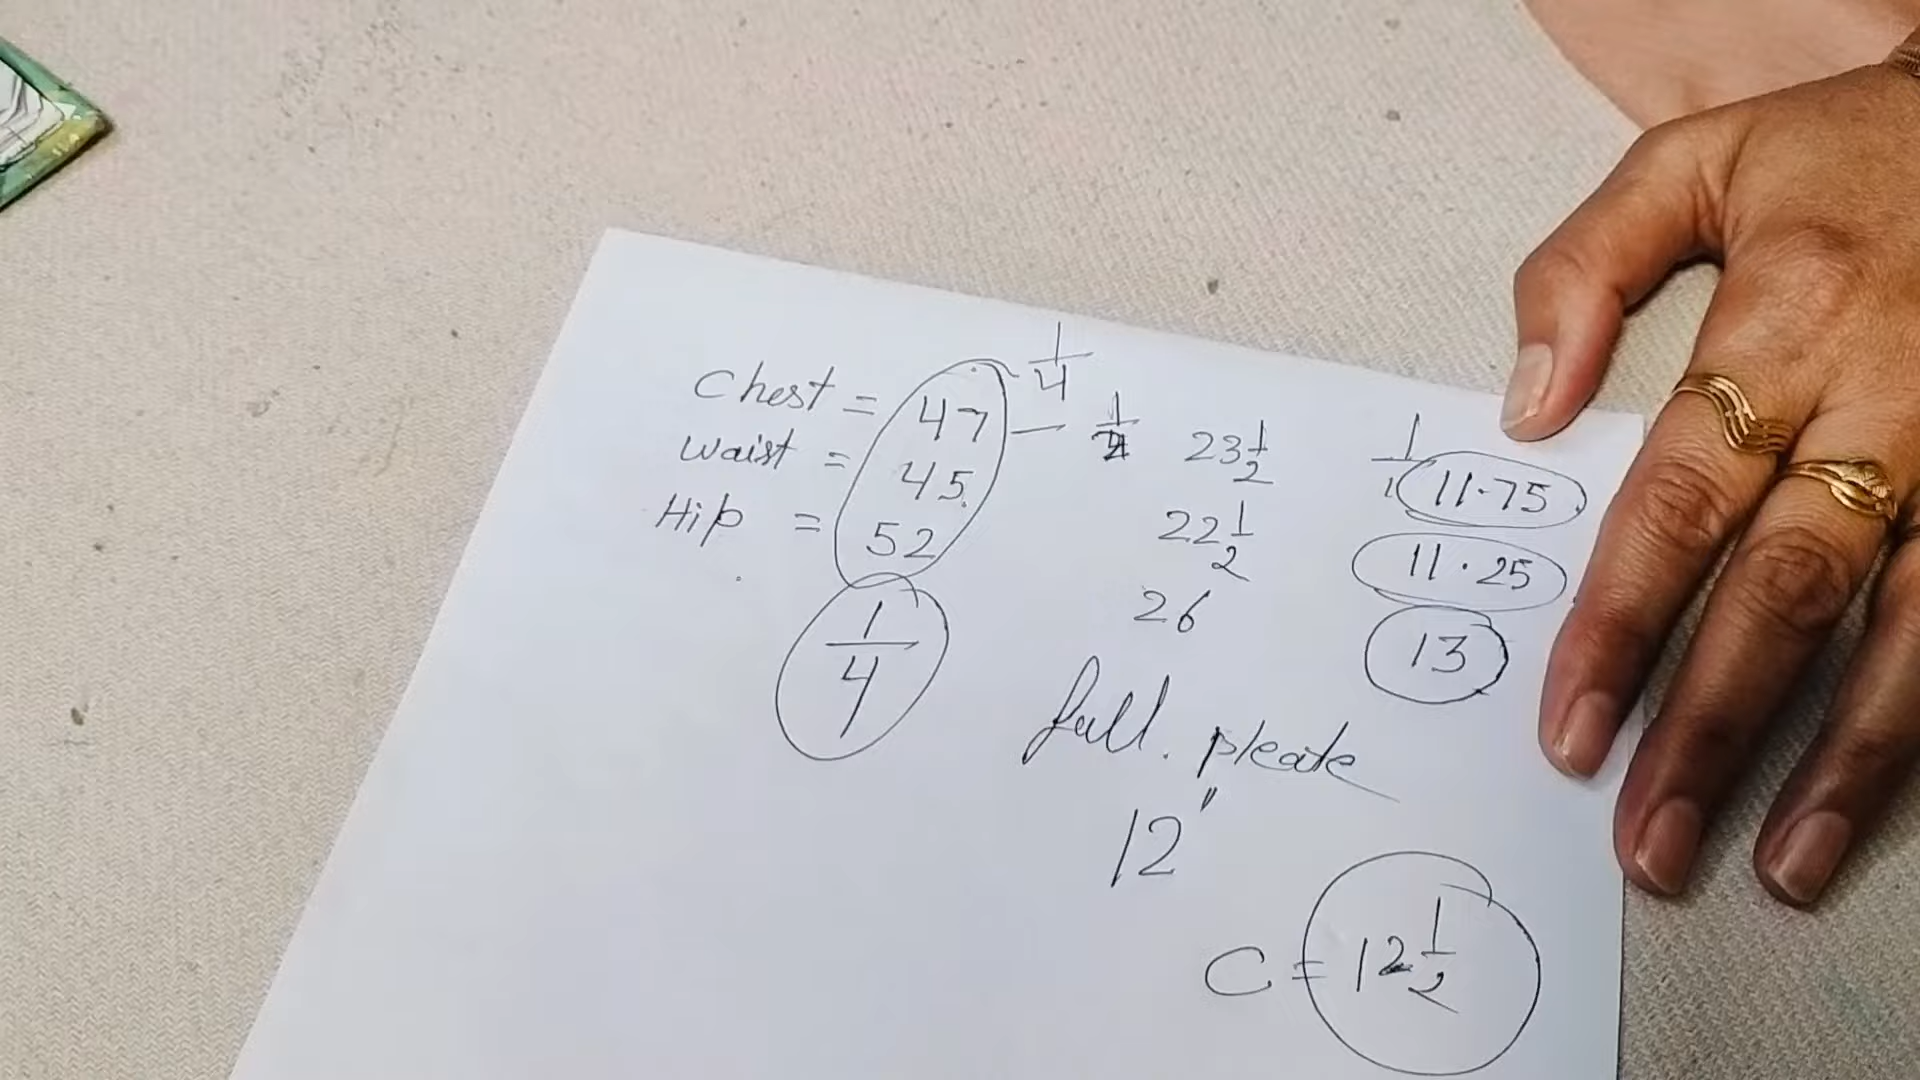 Chest = 47 - 1/4 - 1/2 23 1/2 1/1 11.75
Waist = 45 22 1/2 11.25
Hip = 52 26 13
1/4
full. pleate
12"
C = 12 1/2